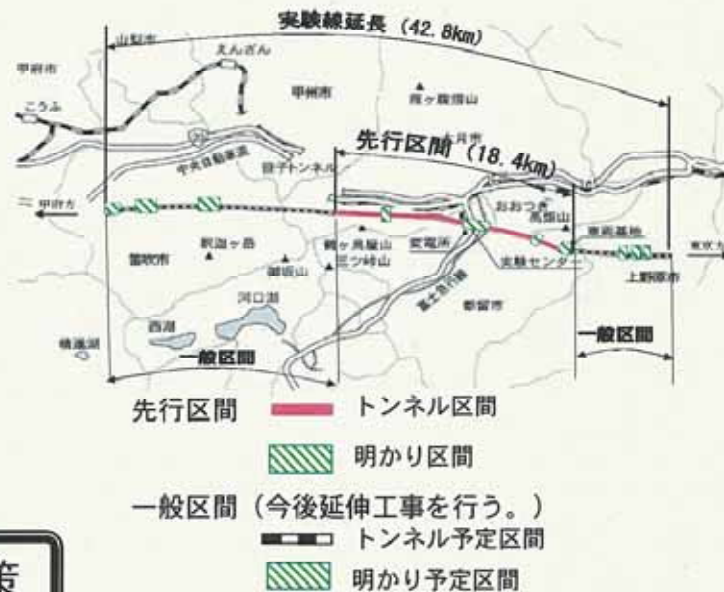 実験線延長 (42.8km)
山梨市
えんざん
甲府市
甲州市
こうふ
先行区間 (18.4km)
中央自動車道
笹子トンネル
甲府方
おおつき
高畑山
釈迦ヶ岳
鶴ヶ鳥屋山
変電所
車両基地
東京方
笛吹市
御坂山
三ツ峠山
実験センター
上野原市
河口湖
富士急行線
都留市
西湖
精進湖
一般区間
一般区間
先行区間
トンネル区間
明かり区間
一般区間（今後延伸工事を行う。）
トンネル予定区間
明かり予定区間